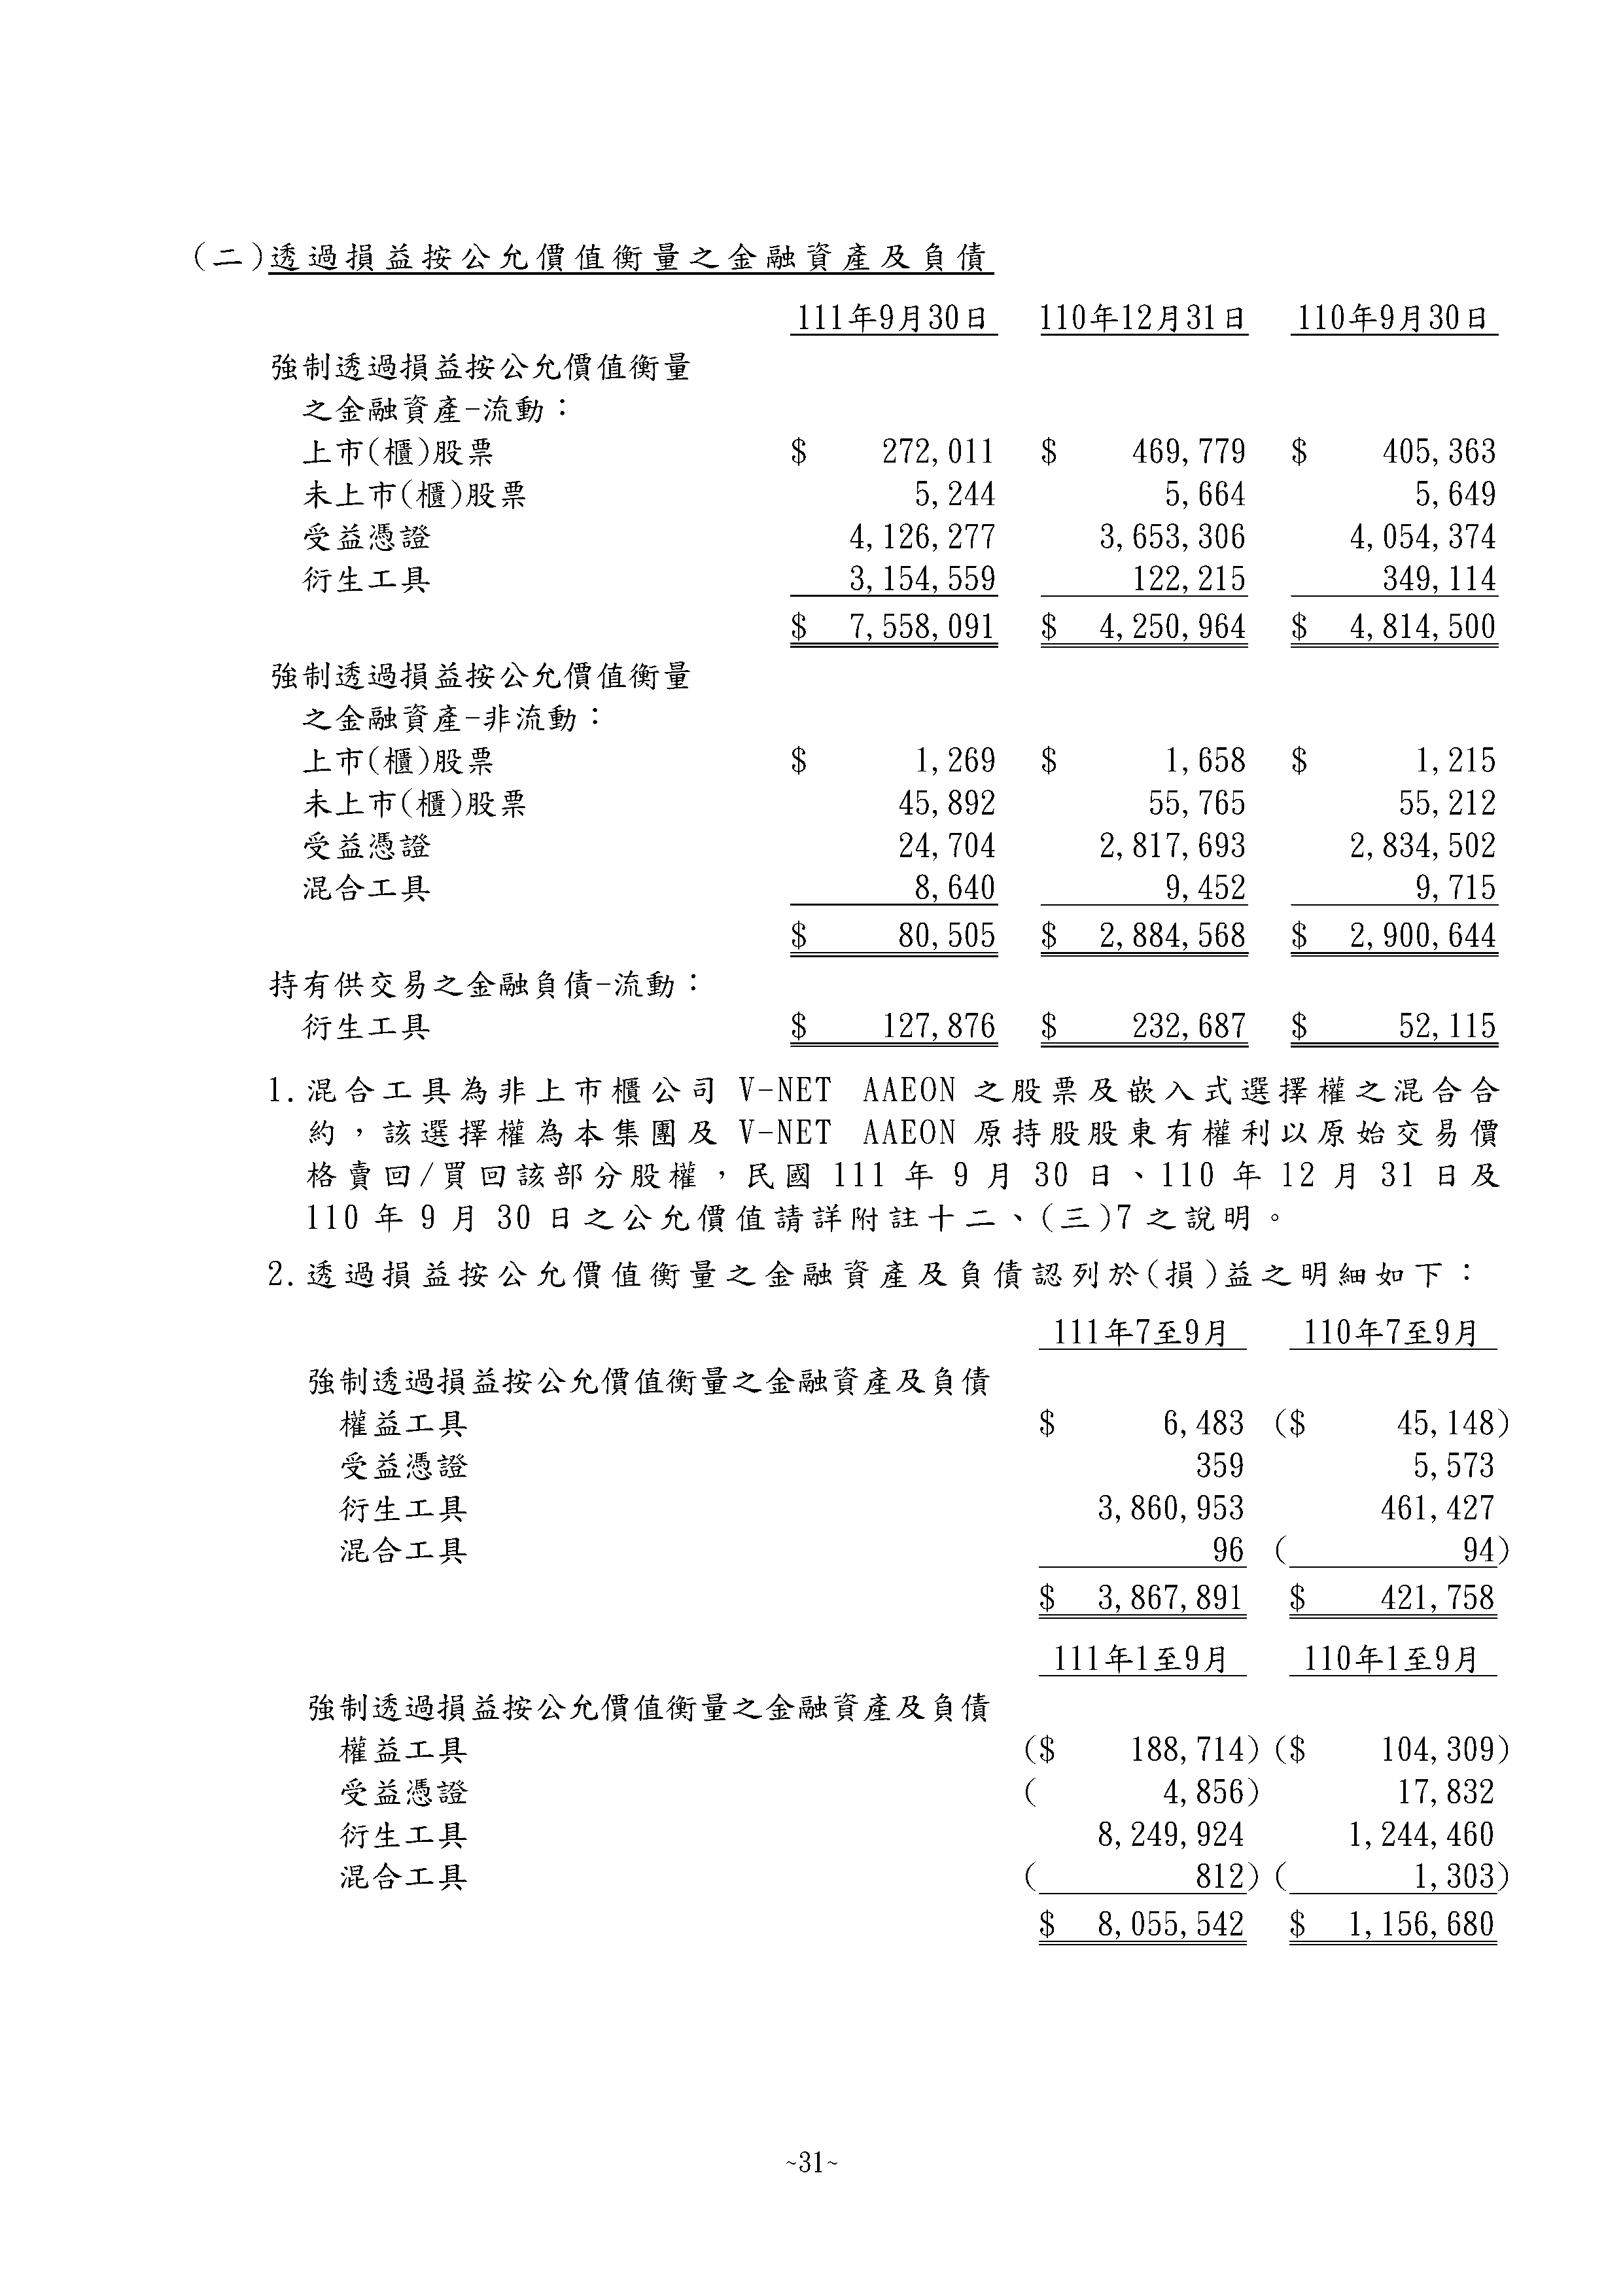 (二)透過損益按公允價值衡量之金融資產及負債
111年9月30日 110年12月31日 110年9月30日
強制透過損益按公允價值衡量
之金融資產-流動：
上市(櫃)股票 $ 272,011 $ 469,779 $ 405,363
未上市(櫃)股票 5,244 5,664 5,649
受益憑證 4,126,277 3,653,306 4,054,374
衍生工具 3,154,559 122,215 349,114
$ 7,558,091 $ 4,250,964 $ 4,814,500
強制透過損益按公允價值衡量
之金融資產-非流動：
上市(櫃)股票 $ 1,269 $ 1,658 $ 1,215
未上市(櫃)股票 45,892 55,765 55,212
受益憑證 24,704 2,817,693 2,834,502
混合工具 8,640 9,452 9,715
$ 80,505 $ 2,884,568 $ 2,900,644
持有供交易之金融負債-流動：
衍生工具 $ 127,876 $ 232,687 $ 52,115
1.混合工具為非上市櫃公司 V-NET AAEON 之股票及嵌入式選擇權之混合合
約，該選擇權為本集團及 V-NET AAEON 原持股股東有權利以原始交易價
格賣回/買回該部分股權，民國 111 年 9 月 30 日、110 年 12 月 31 日及
110 年 9 月 30 日之公允價值請詳附註十二、(三)7 之說明。
2.透過損益按公允價值衡量之金融資產及負債認列於(損)益之明細如下：
111年7至9月 110年7至9月
強制透過損益按公允價值衡量之金融資產及負債
權益工具 $ 6,483 ($ 45,148)
受益憑證 359 5,573
衍生工具 3,860,953 461,427
混合工具 96 ( 94)
$ 3,867,891 $ 421,758
111年1至9月 110年1至9月
強制透過損益按公允價值衡量之金融資產及負債
權益工具 ($ 188,714) ($ 104,309)
受益憑證 ( 4,856) 17,832
衍生工具 8,249,924 1,244,460
混合工具 ( 812) ( 1,303)
$ 8,055,542 $ 1,156,680
~31~